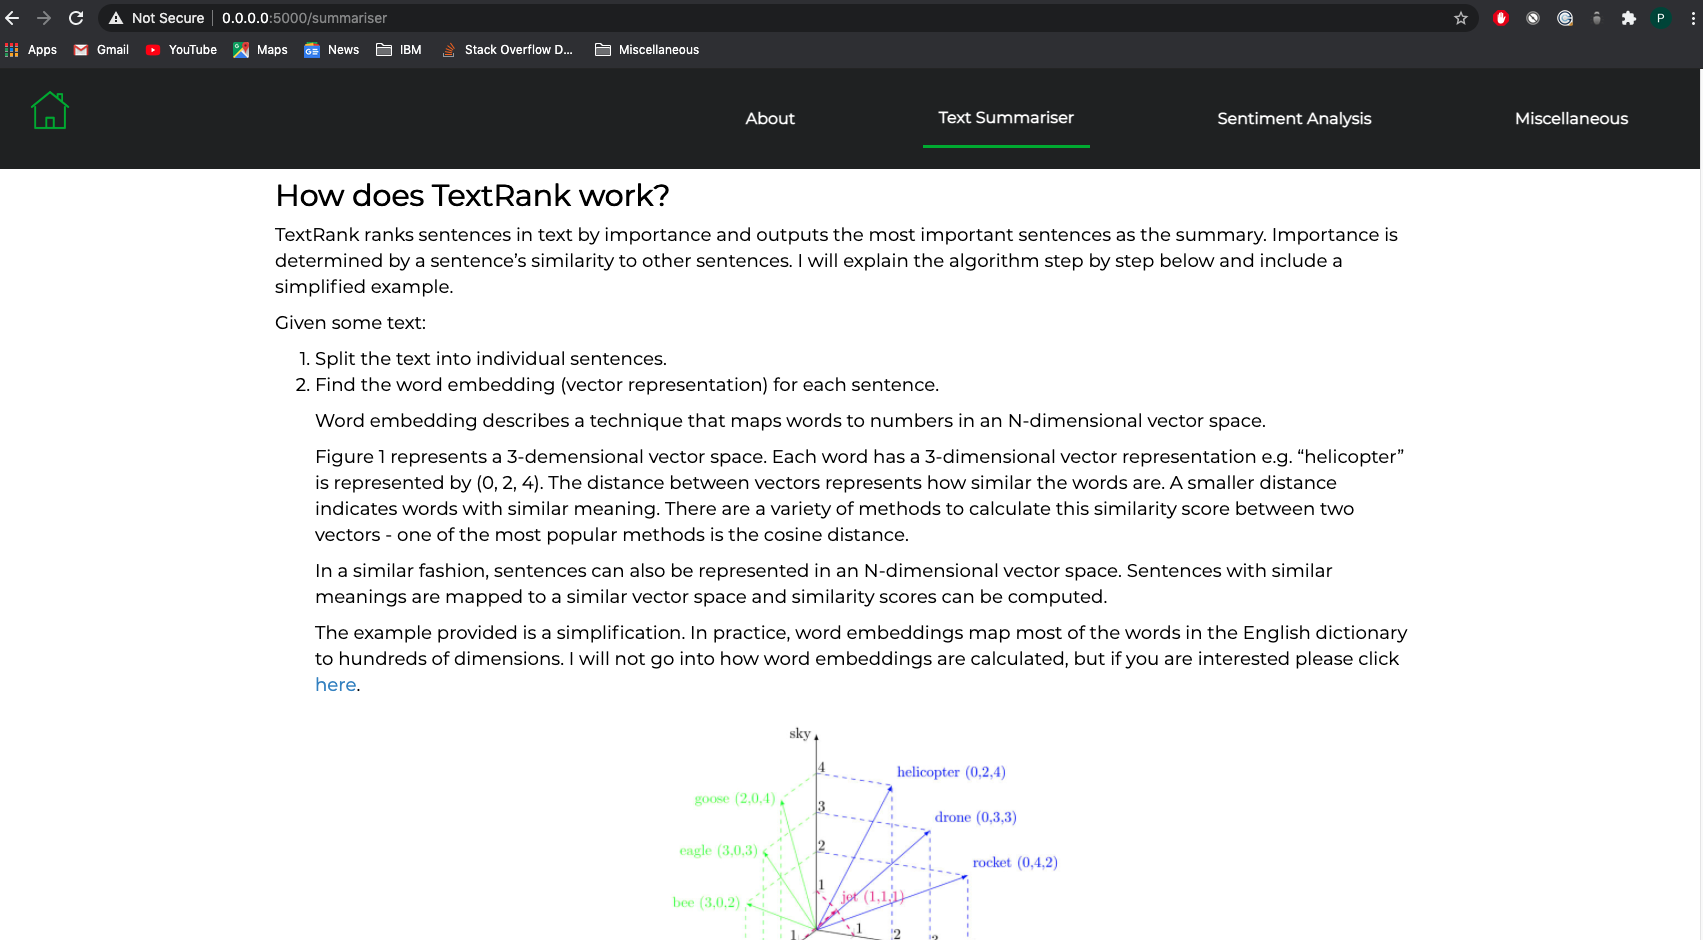 Not Secure | 0.0.0.0:5000/summariser
P
Apps Gmail YouTube Maps News IBM Stack Overflow D... Miscellaneous
About Text Summariser Sentiment Analysis Miscellaneous
How does TextRank work?
TextRank ranks sentences in text by importance and outputs the most important sentences as the summary. Importance is
determined by a sentence’s similarity to other sentences. I will explain the algorithm step by step below and include a
simplified example.
Given some text:
1. Split the text into individual sentences.
2. Find the word embedding (vector representation) for each sentence.
Word embedding describes a technique that maps words to numbers in an N-dimensional vector space.
Figure 1 represents a 3-demensional vector space. Each word has a 3-dimensional vector representation e.g. “helicopter”
is represented by (0, 2, 4). The distance between vectors represents how similar the words are. A smaller distance
indicates words with similar meaning. There are a variety of methods to calculate this similarity score between two
vectors - one of the most popular methods is the cosine distance.
In a similar fashion, sentences can also be represented in an N-dimensional vector space. Sentences with similar
meanings are mapped to a similar vector space and similarity scores can be computed.
The example provided is a simplification. In practice, word embeddings map most of the words in the English dictionary
to hundreds of dimensions. I will not go into how word embeddings are calculated, but if you are interested please click
here.
sky
4
helicopter (0,2,4)
goose (2,0,4)
3
drone (0,3,3)
2
eagle (3,0,3)
rocket (0,4,2)
1
jet (1,1,1)
bee (3,0,2)
1 1 2